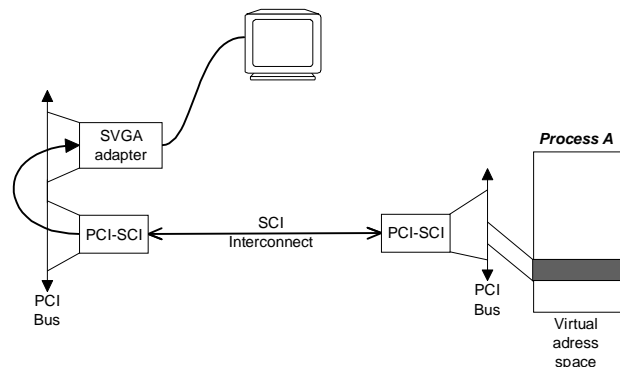 SVGA
adapter
Process A
PCI-SCI
SCI
Interconnect
PCI-SCI
PCI
Bus
PCI
Bus
Virtual
adress
space